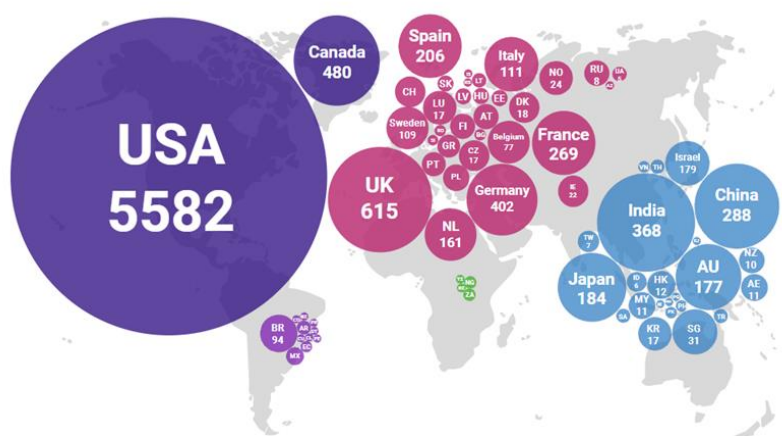 USA
5582
Canada
480
Spain
206
Italy
111
NO
24
RU
8
UA
CH
SK
LT
LU
17
LV
HU
EE
DK
18
Sweden
109
FI
AT
BG
GR
CZ
17
Belgium
77
France
269
PT
PL
UK
615
Germany
402
IE
22
NL
161
VN
TH
Israel
179
India
368
China
288
TW
7
Japan
184
ID
6
HK
12
AU
177
NZ
10
AE
11
MY
11
PH
SA
KR
17
SG
31
TR
NG
ZA
BR
94
AR
EC
MX